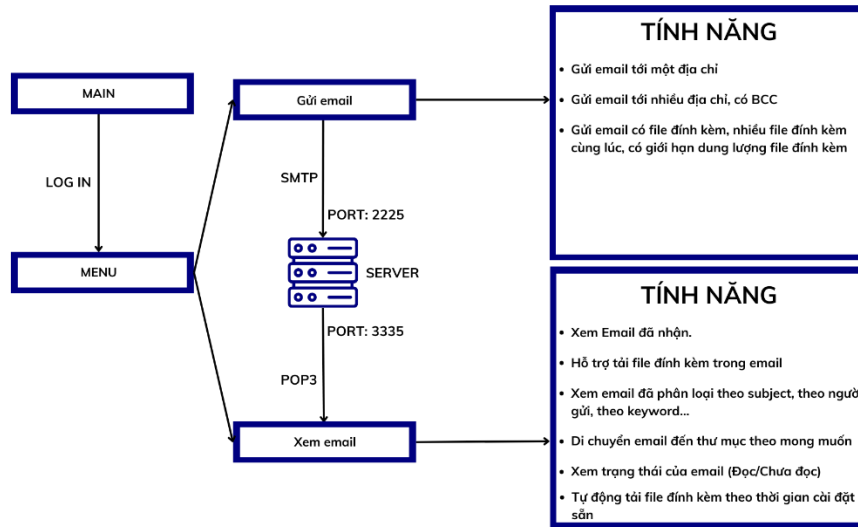 MAIN
LOG IN
MENU
Gửi email
SMTP
PORT: 2225
SERVER
PORT: 3335
POP3
Xem email
TÍNH NĂNG
• Gửi email tới một địa chỉ
• Gửi email tới nhiều địa chỉ, có BCC
• Gửi email có file đính kèm, nhiều file đính kèm
cùng lúc, có giới hạn dung lượng file đính kèm
TÍNH NĂNG
• Xem Email đã nhận.
• Hỗ trợ tải file đính kèm trong email
• Xem email đã phân loại theo subject, theo người
gửi, theo keyword...
• Di chuyển email đến thư mục theo mong muốn
• Xem trạng thái của email (Đọc/Chưa đọc)
• Tự động tải file đính kèm theo thời gian cài đặt
sẵn